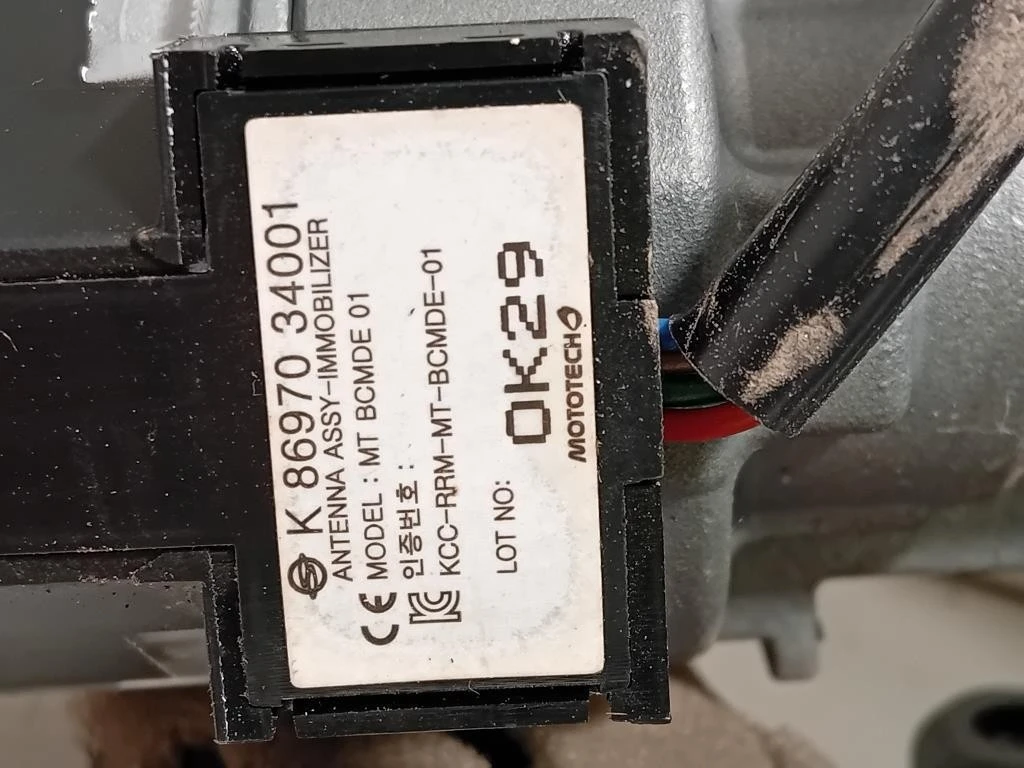 K 86970 34001
ANTENNA ASSY-IMMOBILIZER
CE MODEL : MT BCMDE 01
인증번호 :
KCC-RRM-MT-BCMDE-01
LOT NO: 0K29
MOTOTECH